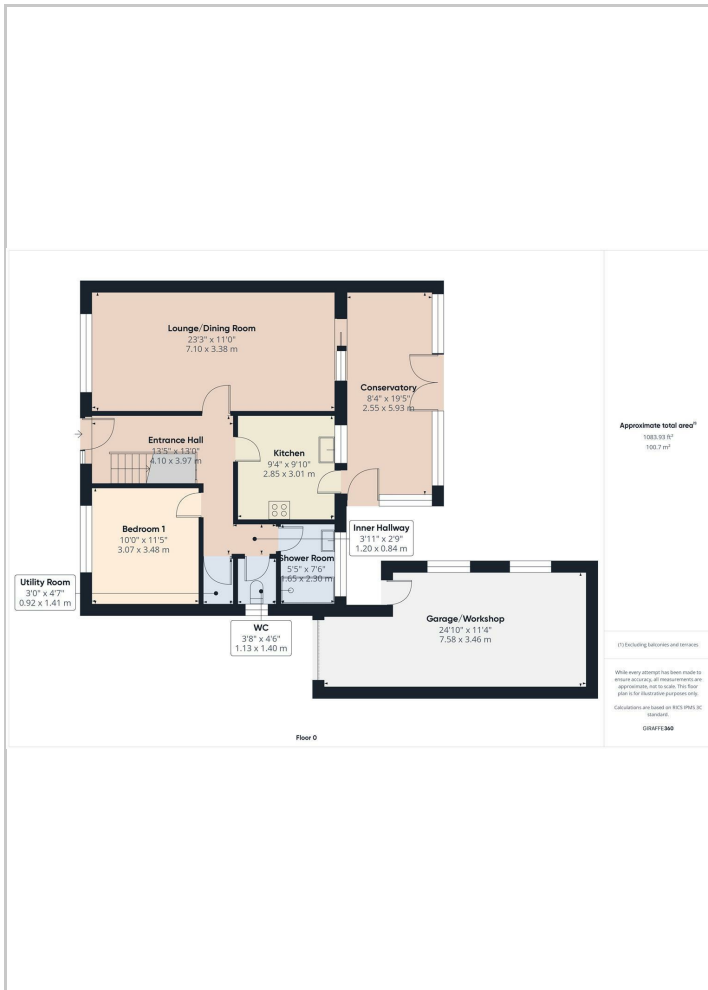 Lounge/Dining Room
23'3" x 11'0"
7.10 x 3.38 m
Conservatory
8'4" x 19'5"
2.55 x 5.93 m
Entrance Hall
13'5" x 13'0"
4.10 x 3.97 m
Kitchen
9'4" x 9'10"
2.85 x 3.01 m
Bedroom 1
10'0" x 11'5"
3.07 x 3.48 m
Inner Hallway
3'11" x 2'9"
1.20 x 0.84 m
Shower Room
5'5" x 7'6"
1.65 x 2.30 m
Utility Room
3'0" x 4'7"
0.92 x 1.41 m
WC
3'8" x 4'6"
1.13 x 1.40 m
Garage/Workshop
24'10" x 11'4"
7.58 x 3.46 m
Floor 0
Approximate total area⁽¹⁾
1083.93 ft²
100.7 m²
(1) Excluding balconies and terraces
While every attempt has been made to
ensure accuracy, all measurements are
approximate, not to scale. This floor
plan is for illustrative purposes only.
Calculations are based on RICS IPMS 3C
standard.
GIRAFFE360